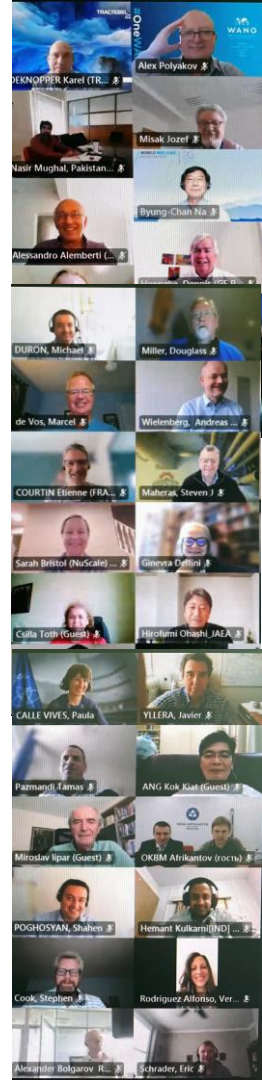 TRACTEBEL
DEKNOPPER Karel (TR...
#OneW
WANO
Alex Polyakov
Nasir Mughal, Pakistan...
Misak Jozef
Byung-Chan Na
Alessandro Alemberti (...
DURON, Michael
Miller, Douglass
de Vos, Marcel
Wielenberg, Andreas ...
COURTIN Etienne (FRA...
Maheras, Steven J
Sarah Bristol (NuScale) ...
Ginevra Delfini
Csilla Toth (Guest)
Hirofumi Ohashi_JAEA
CALLE VIVES, Paula
YLLERA, Javier
Pazmandi Tamas
ANG Kok Kiat (Guest)
Miroslav lipar (Guest)
OKBM Afrikantov (гость)
POGHOSYAN, Shahen
Hemant Kulkarni[IND] ...
Cook, Stephen
Rodriguez Alfonso, Ver...
Alexander Bolgarov R...
Schrader, Eric